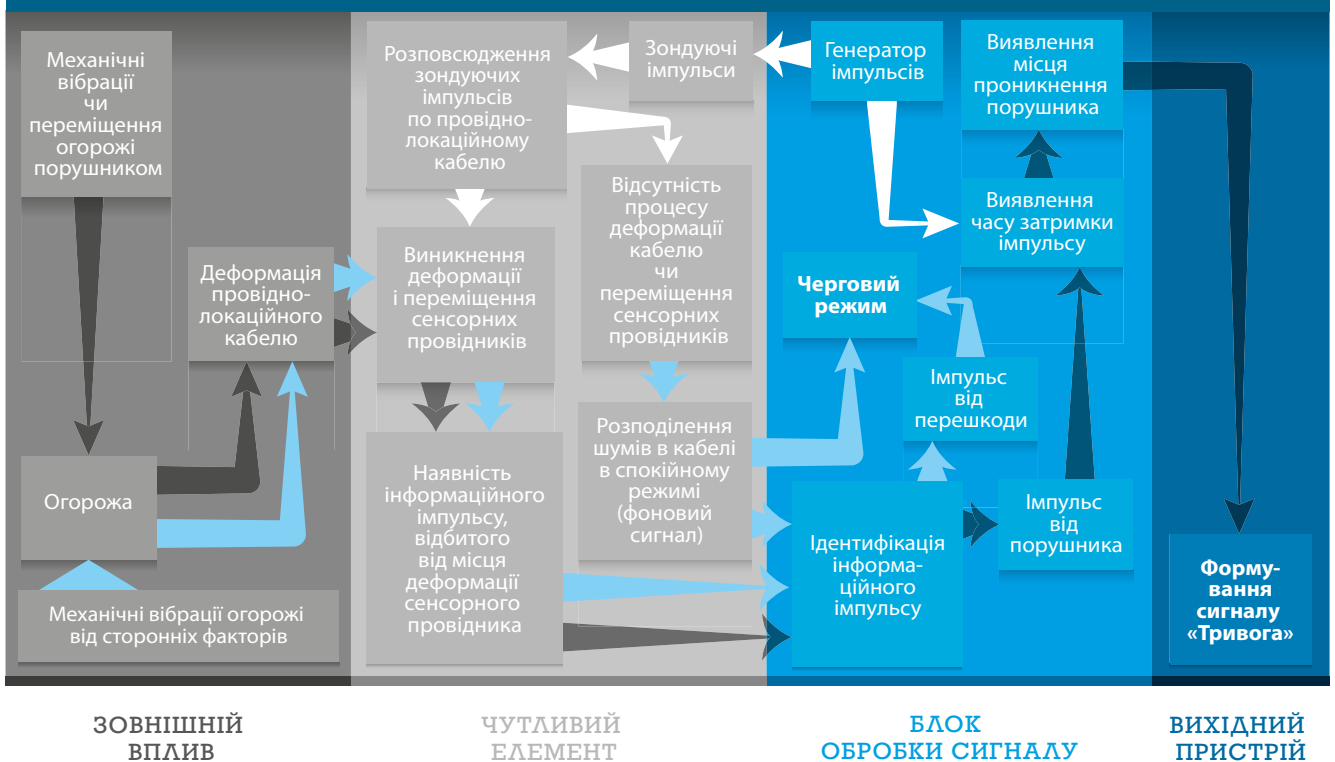 Механічні
вібрації
чи
переміщення
огорожі
порушником
Деформація
провідно-
локаційного
кабелю
Огорожа
Механічні вібрації огорожі
від сторонніх факторів
Розповсюдження
зондуючих
імпульсів
по провідно-
локаційному
кабелю
Зондуючі
імпульси
Виникнення
деформації
і переміщення
сенсорних
провідників
Відсутність
процесу
деформації
кабелю
чи
переміщення
сенсорних
провідників
Наявність
інформаційного
імпульсу,
відбитого
від місця
деформації
сенсорного
провідника
Розподілення
шумів в кабелі
в спокійному
режимі
(фоновий
сигнал)
Генератор
імпульсів
Виявлення
місця
проникнення
порушника
Виявлення
часу затримки
імпульсу
Черговий
режим
Імпульс
від
перешкоди
Ідентифікація
інформа-
ційного
імпульсу
Імпульс
від
порушника
Форму-
вання
сигналу
«Тривога»
ЗОВНІШНІЙ
ВПЛИВ
ЧУТЛИВИЙ
ЕЛЕМЕНТ
БЛОК
ОБРОБКИ СИГНАЛУ
ВИХІДНИЙ
ПРИСТРІЙ